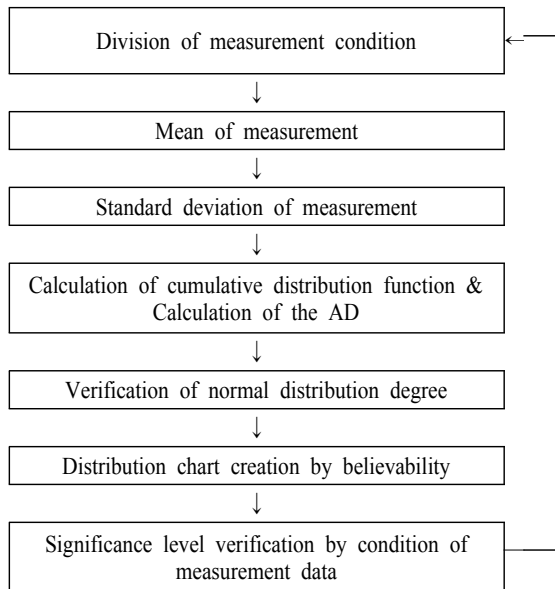 Division of measurement condition
Mean of measurement
Standard deviation of measurement
Calculation of cumulative distribution function &
Calculation of the AD
Verification of normal distribution degree
Distribution chart creation by believability
Significance level verification by condition of
measurement data